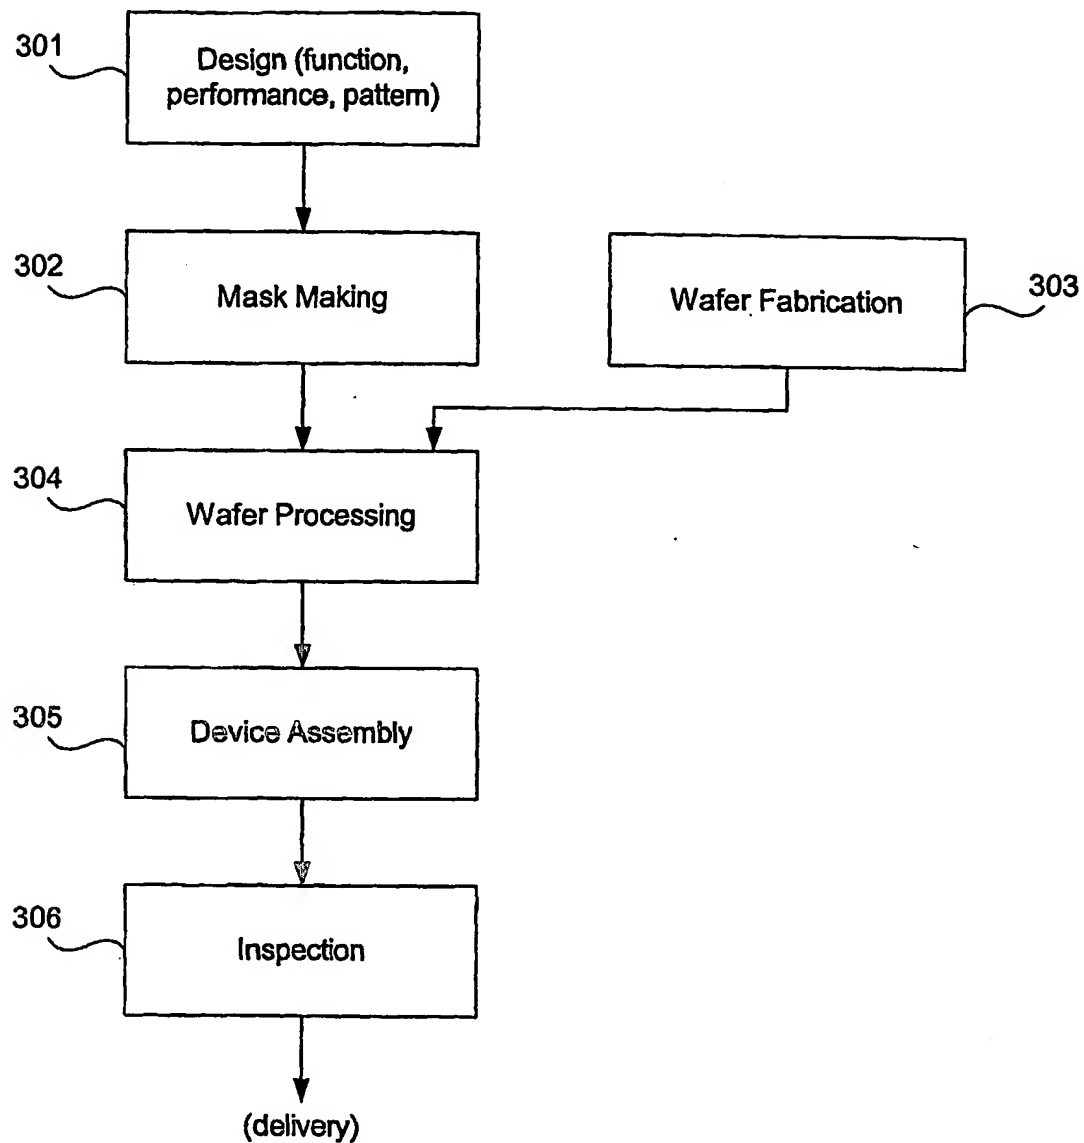 301
Design (function,
performance, pattern)
302
Mask Making
Wafer Fabrication
303
304
Wafer Processing
305
Device Assembly
306
Inspection
(delivery)